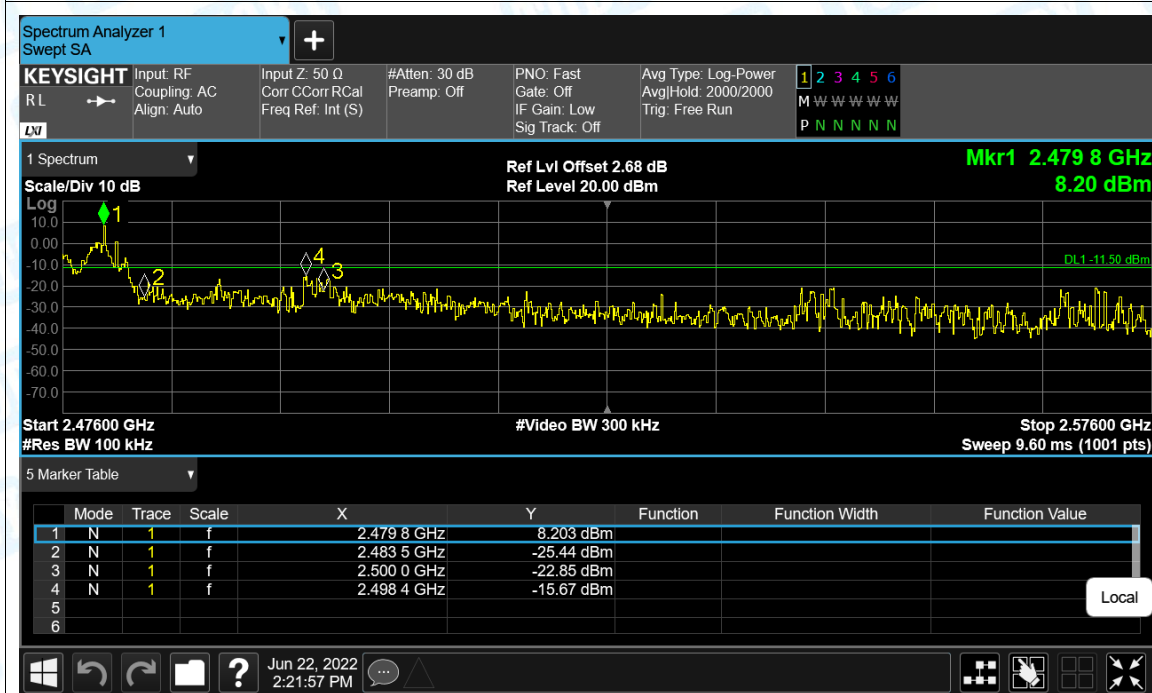 Spectrum Analyzer 1
Swept SA
+
KEYSIGHT Input: RF Input Z: 50 Ω #Atten: 30 dB PNO: Fast Avg Type: Log-Power 1 2 3 4 5 6
R L Coupling: AC Corr CCorr RCal Preamp: Off Gate: Off Avg|Hold: 2000/2000 M W W W W W
Align: Auto Freq Ref: Int (S) IF Gain: Low Trig: Free Run
LXI Sig Track: Off P N N N N N
1 Spectrum Ref Lvl Offset 2.68 dB Mkr1 2.479 8 GHz
Scale/Div 10 dB Ref Level 20.00 dBm 8.20 dBm
Log
1
10.0
0.00
4
DL1 -11.50 dBm
-10.0
2 3
-20.0
-30.0
-40.0
-50.0
-60.0
-70.0
Start 2.47600 GHz #Video BW 300 kHz Stop 2.57600 GHz
#Res BW 100 kHz Sweep 9.60 ms (1001 pts)
5 Marker Table
Mode Trace Scale X Y Function Function Width Function Value
1 N 1 f 2.479 8 GHz 8.203 dBm
2 N 1 f 2.483 5 GHz -25.44 dBm
3 N 1 f 2.500 0 GHz -22.85 dBm
4 N 1 f 2.498 4 GHz -15.67 dBm
5
6
Local
? Jun 22, 2022
2:21:57 PM